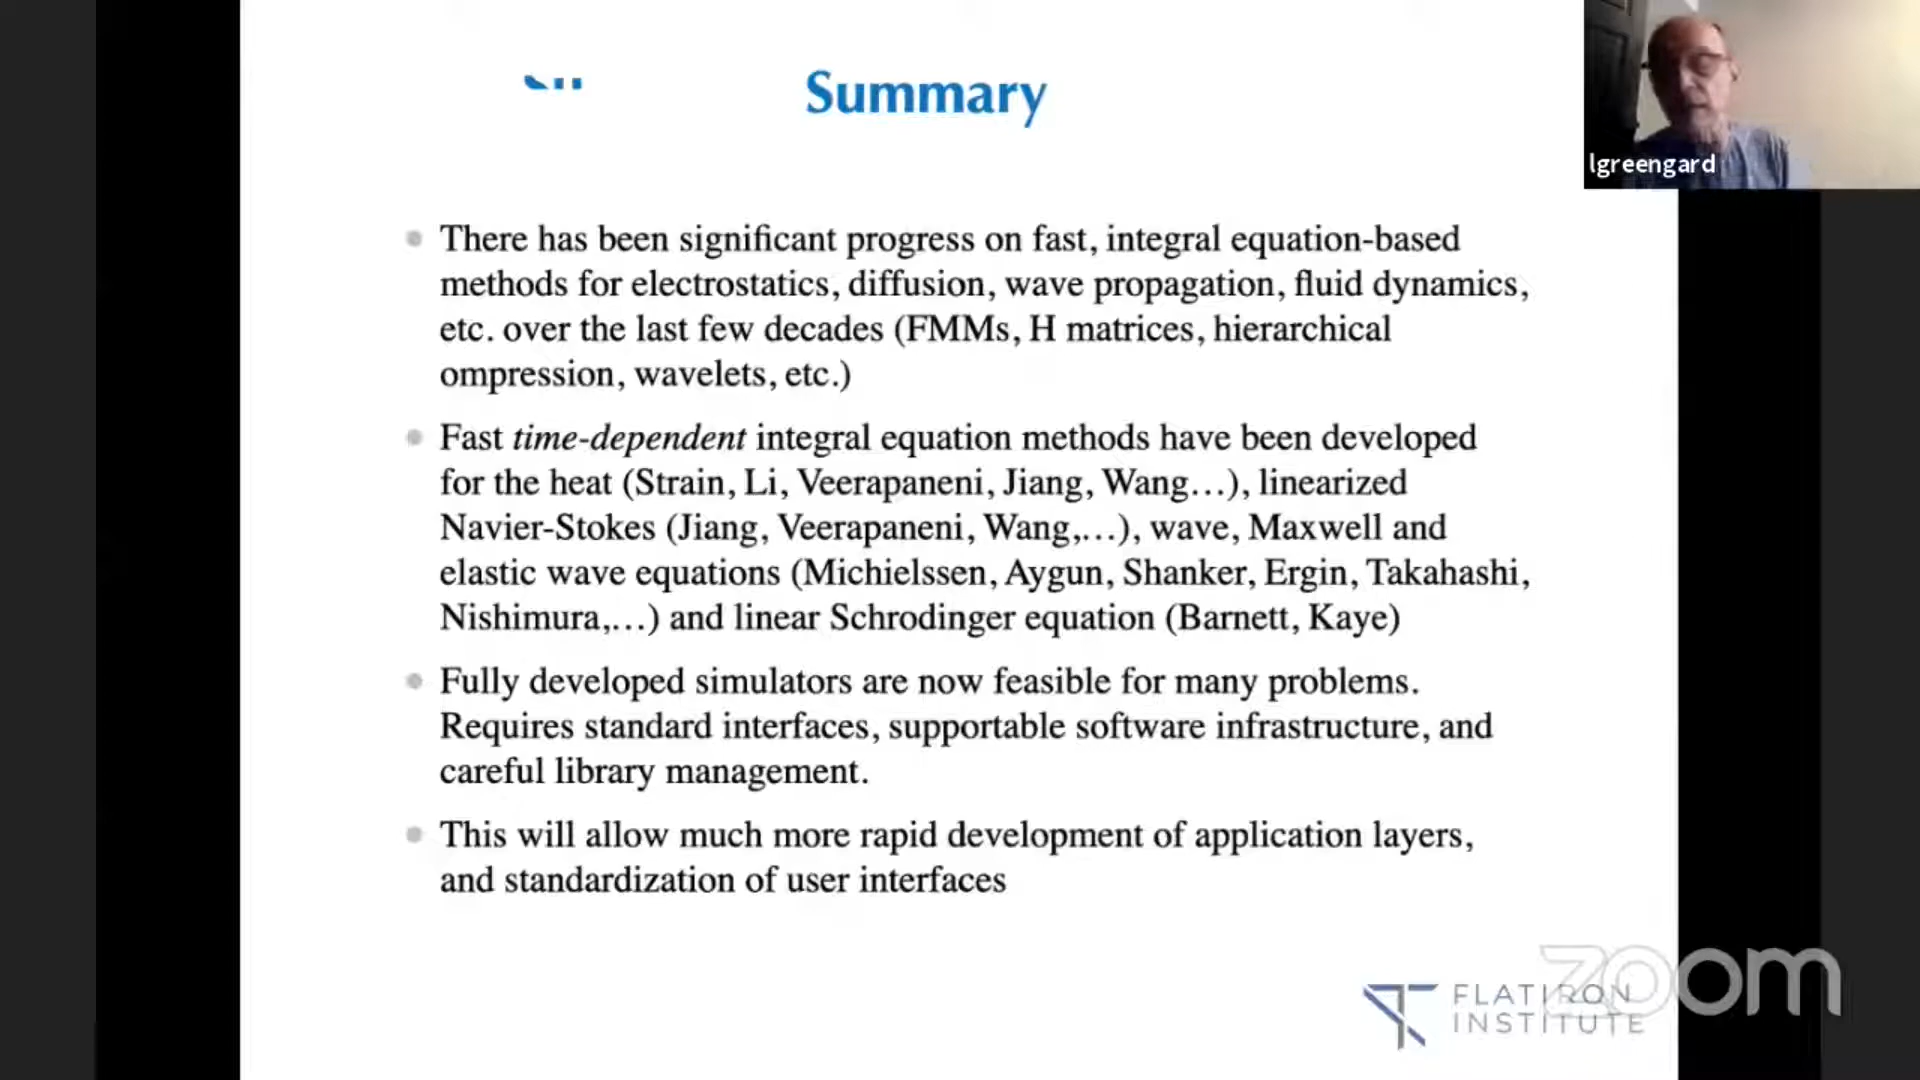 Summary
lgreengard
There has been significant progress on fast, integral equation-based
methods for electrostatics, diffusion, wave propagation, fluid dynamics,
etc. over the last few decades (FMMs, H matrices, hierarchical
ompression, wavelets, etc.)
Fast time-dependent integral equation methods have been developed
for the heat (Strain, Li, Veerapaneni, Jiang, Wang…), linearized
Navier-Stokes (Jiang, Veerapaneni, Wang,…), wave, Maxwell and
elastic wave equations (Michielssen, Aygun, Shanker, Ergin, Takahashi,
Nishimura,…) and linear Schrodinger equation (Barnett, Kaye)
Fully developed simulators are now feasible for many problems.
Requires standard interfaces, supportable software infrastructure, and
careful library management.
This will allow much more rapid development of application layers,
and standardization of user interfaces
zoom
FLATIRON
INSTITUTE